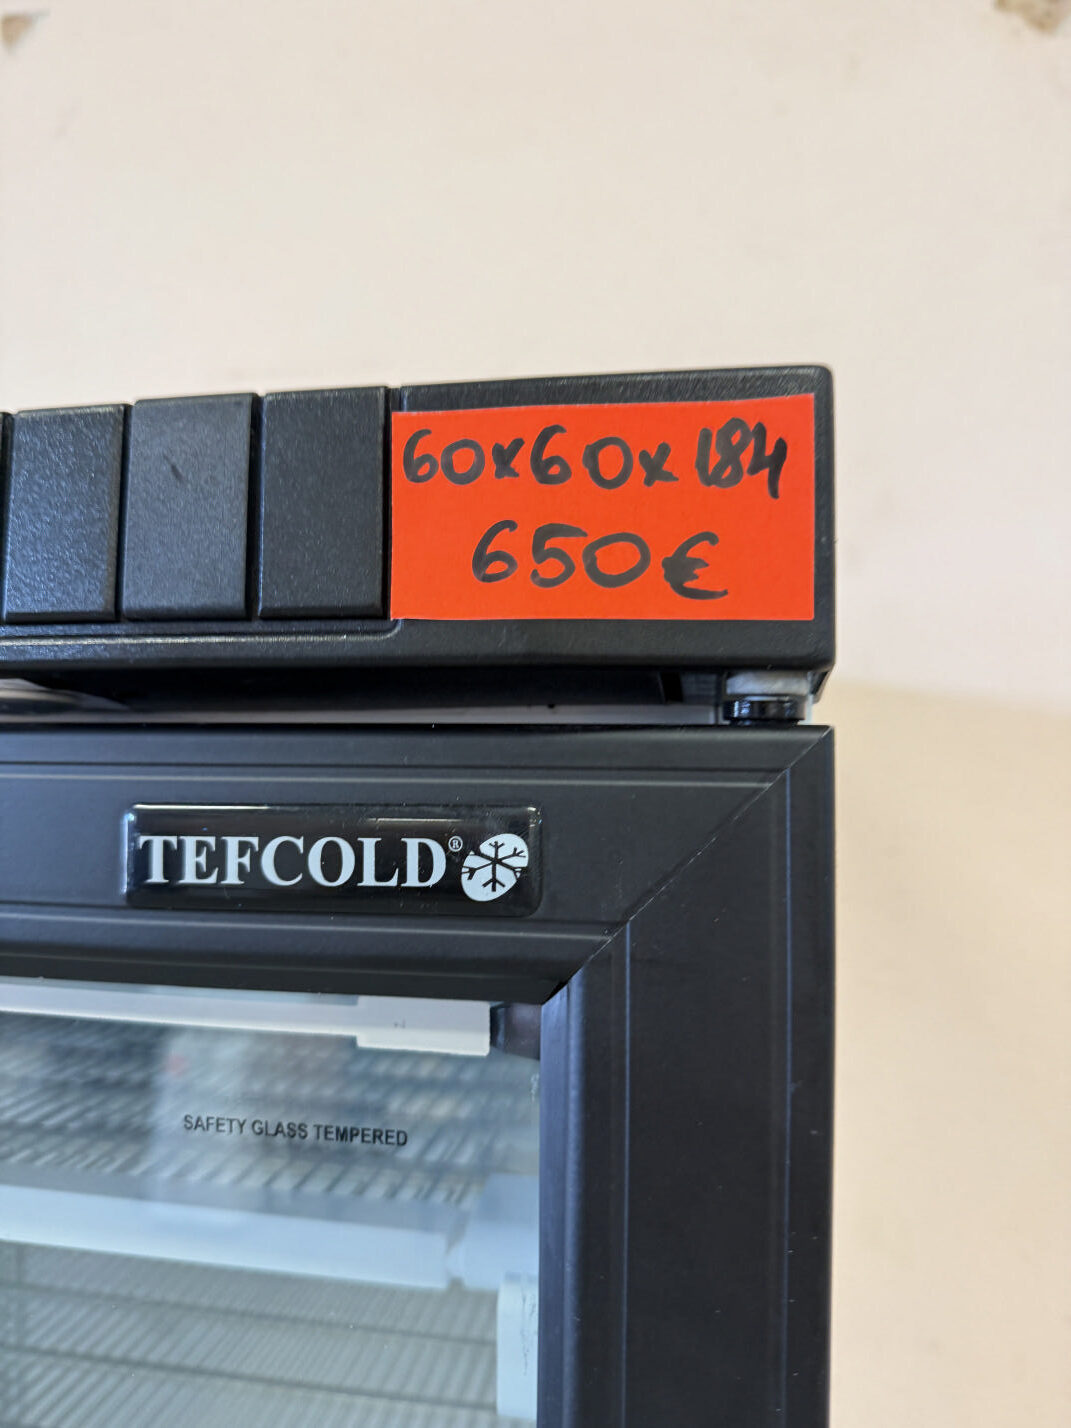 60x60x184
650€
TEFCOLD®
SAFETY GLASS TEMPERED